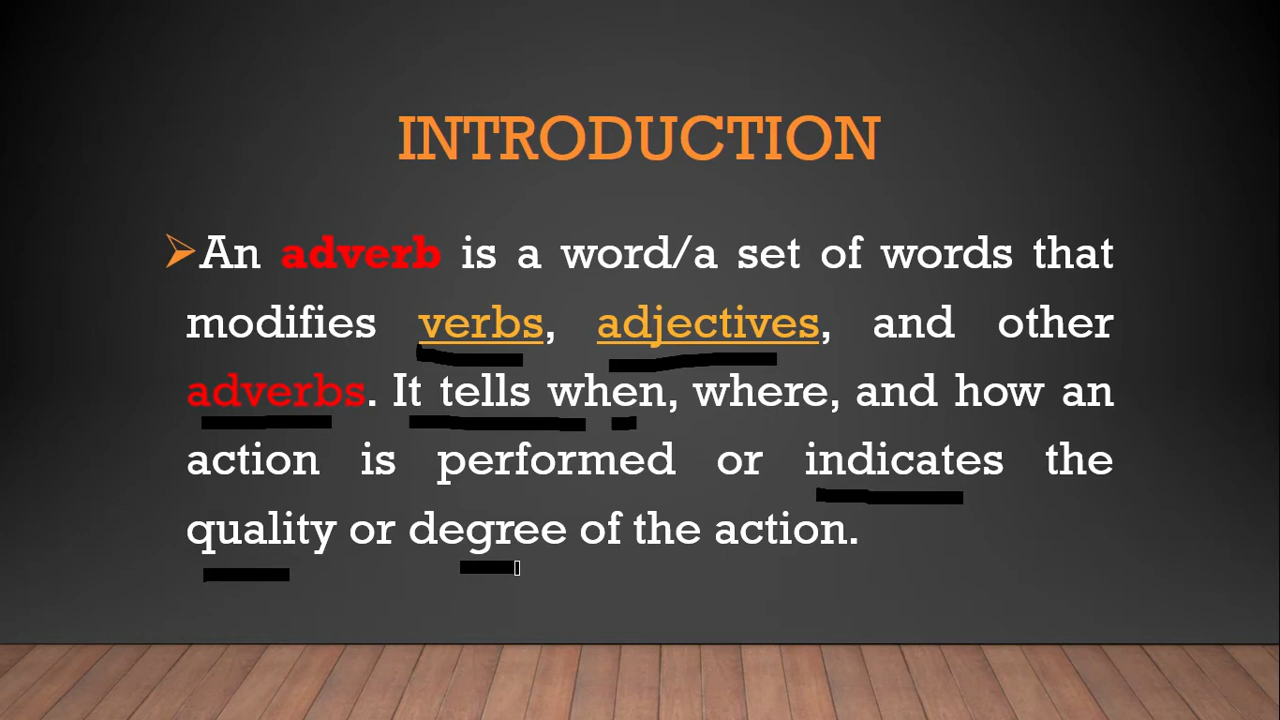 INTRODUCTION
An adverb is a word/a set of words that
modifies verbs, adjectives, and other
adverbs. It tells when, where, and how an
action is performed or indicates the
quality or degree of the action.